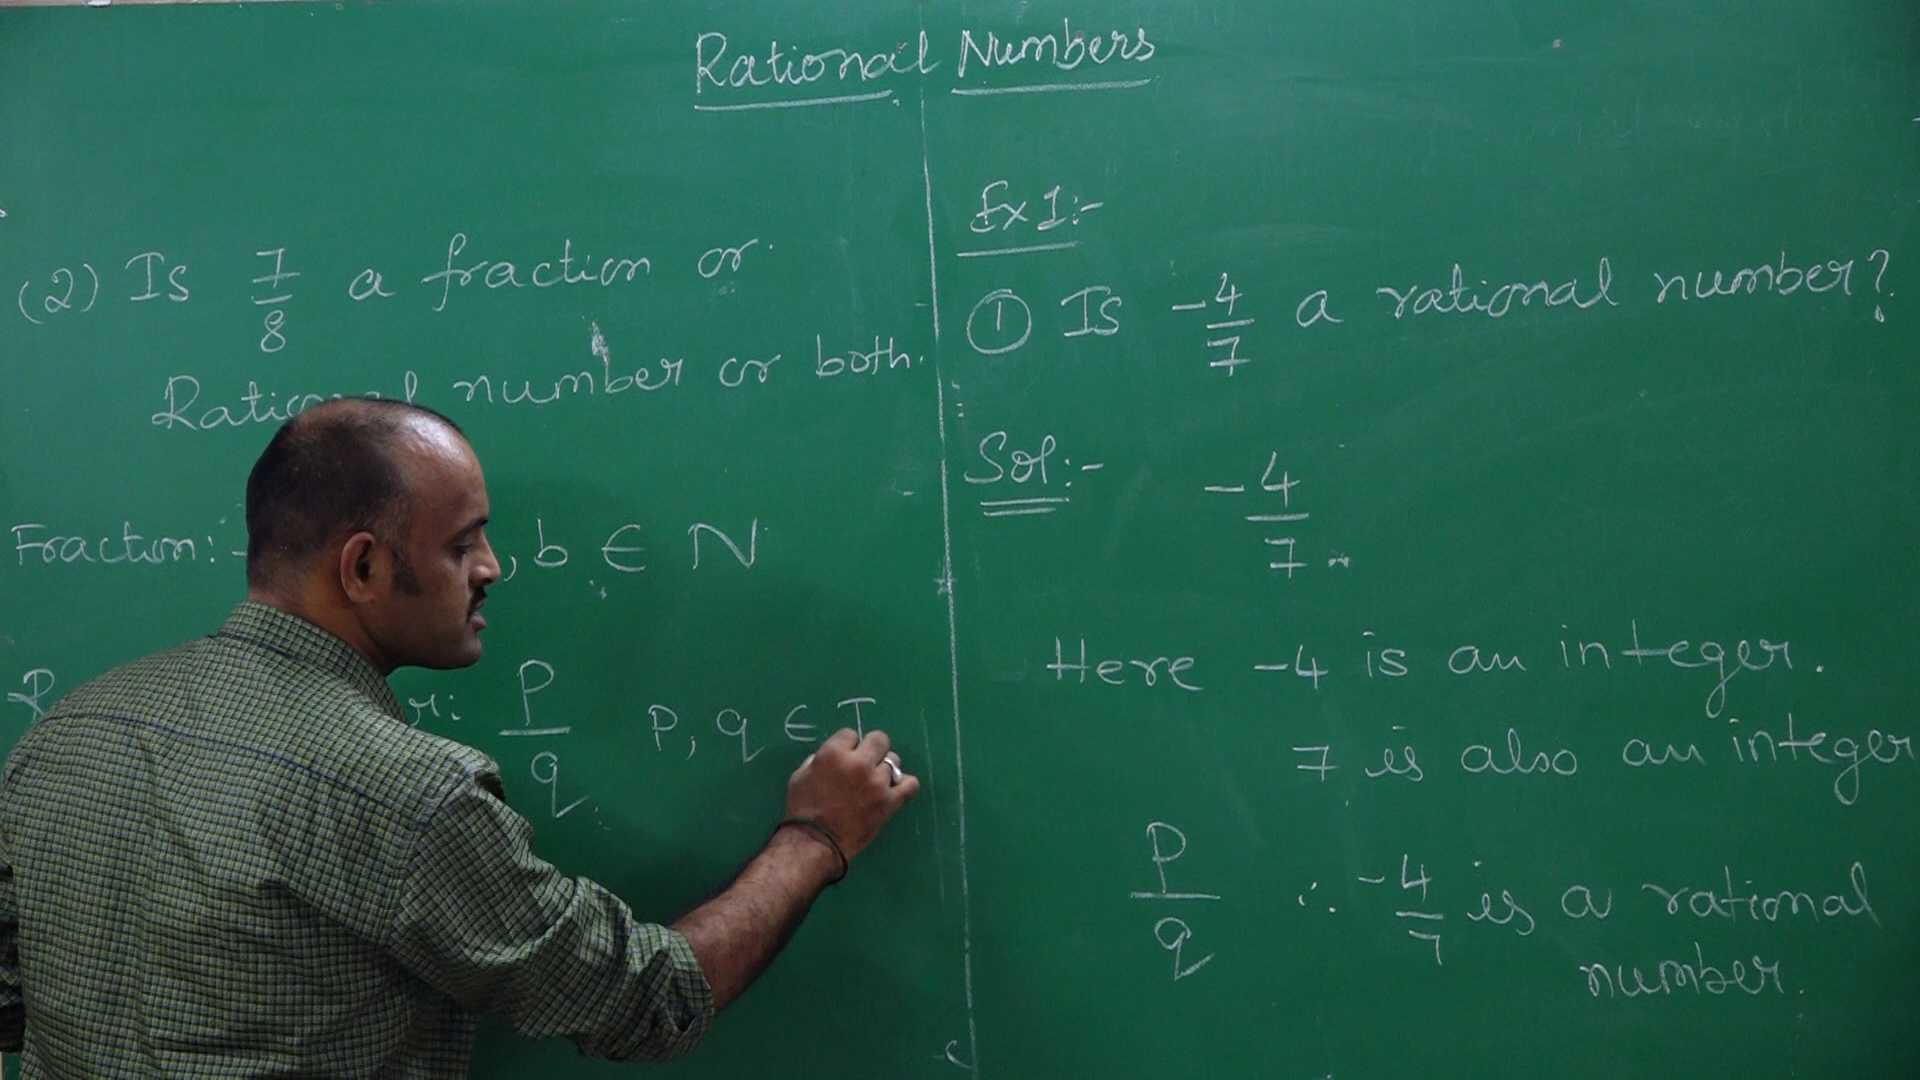 Rational Numbers
(2) Is 7/8 a fraction or
number or both.
Fraction:- , b ∈ N
P/q P, q ∈ I
Ex 1:-
① Is -4/7 a rational number?
Sol:- -4/7
Here -4 is an integer.
7 is also an integer
P/q ∴ -4/7 is a rational
number.